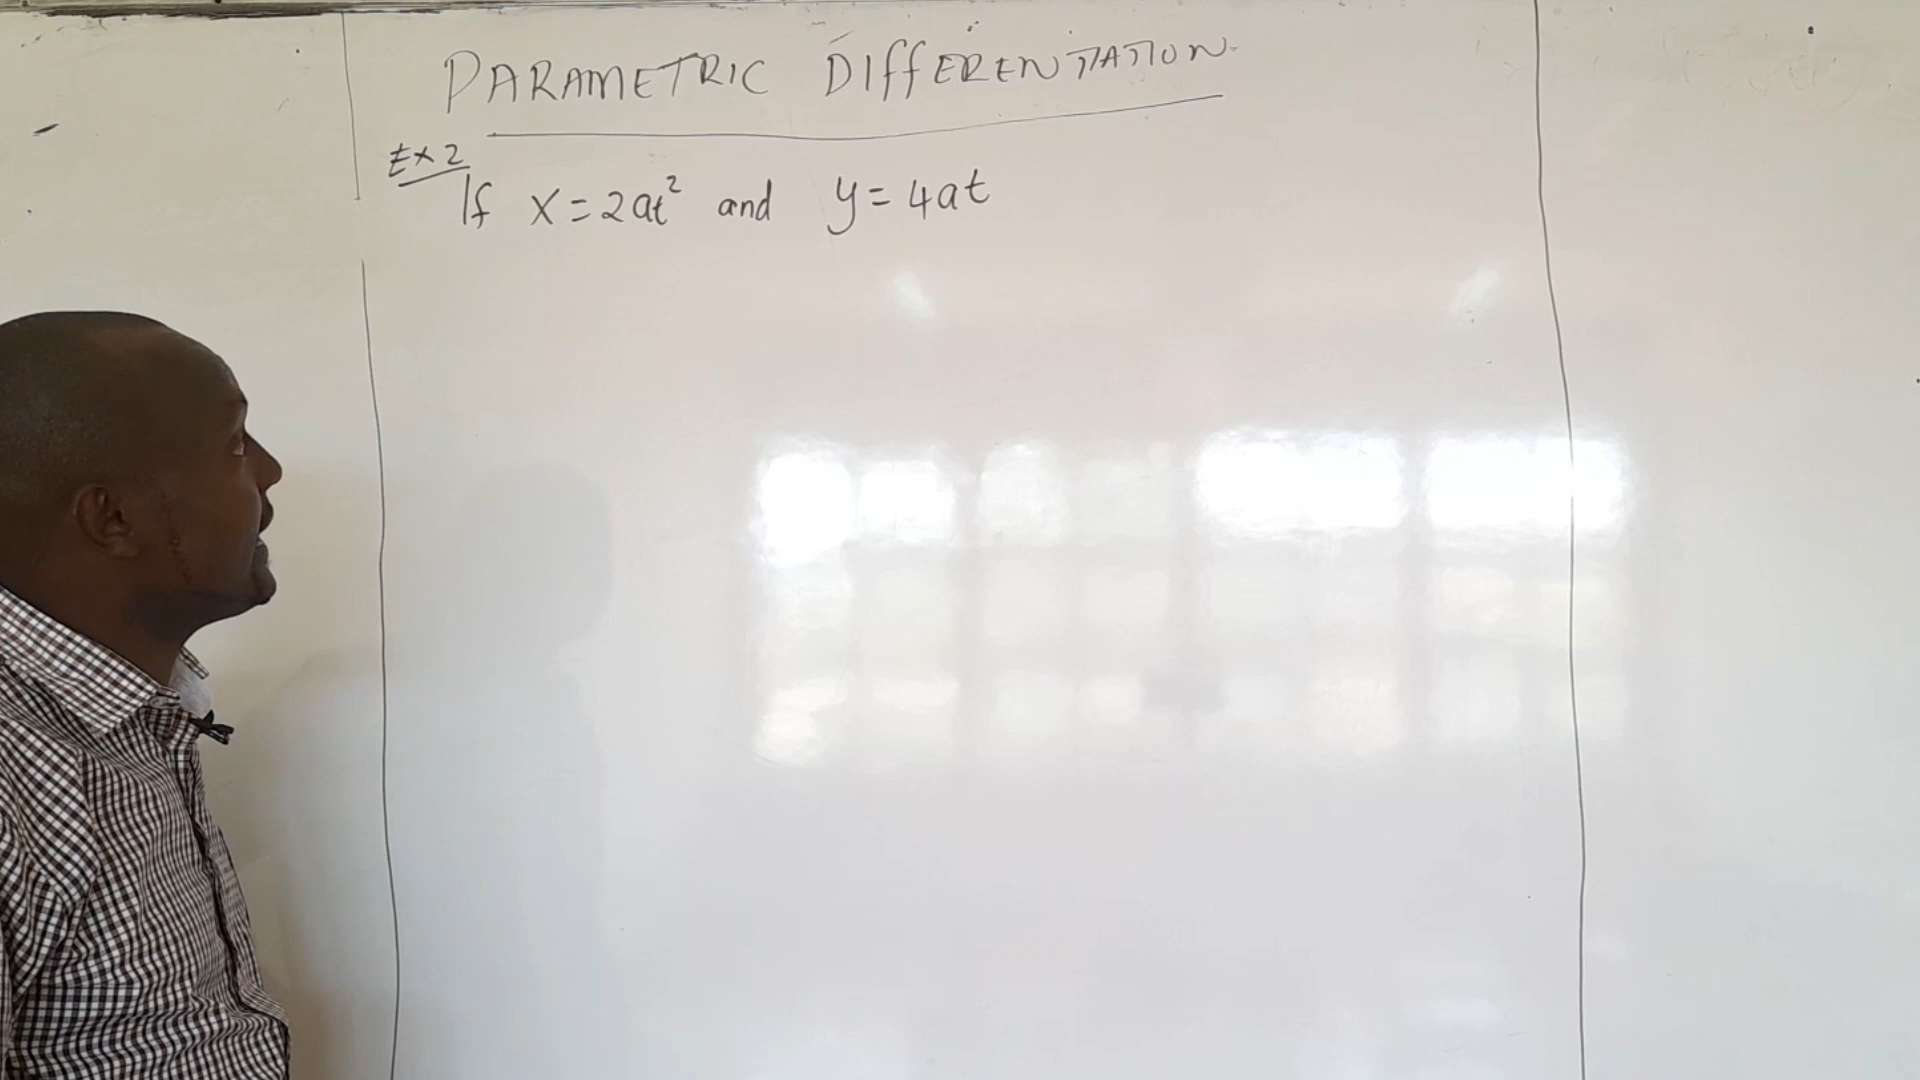 PARAMETRIC DIffERENTIATION
Ex 2
If x = 2at² and y = 4at